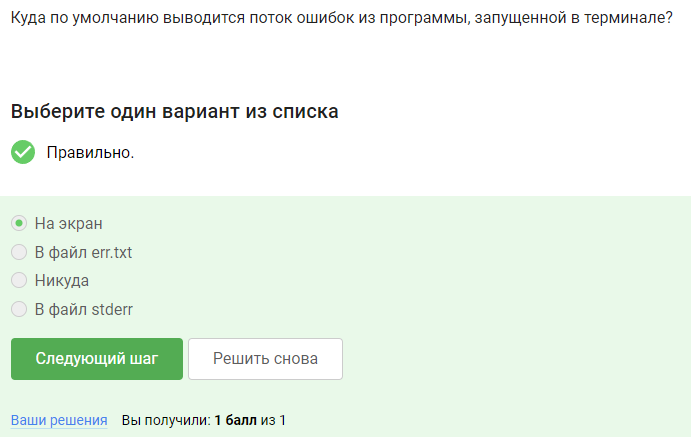 Куда по умолчанию выводится поток ошибок из программы, запущенной в терминале?
Выберите один вариант из списка
Правильно.
На экран
В файл err.txt
Никуда
В файл stderr
Следующий шаг
Решить снова
Ваши решения Вы получили: 1 балл из 1